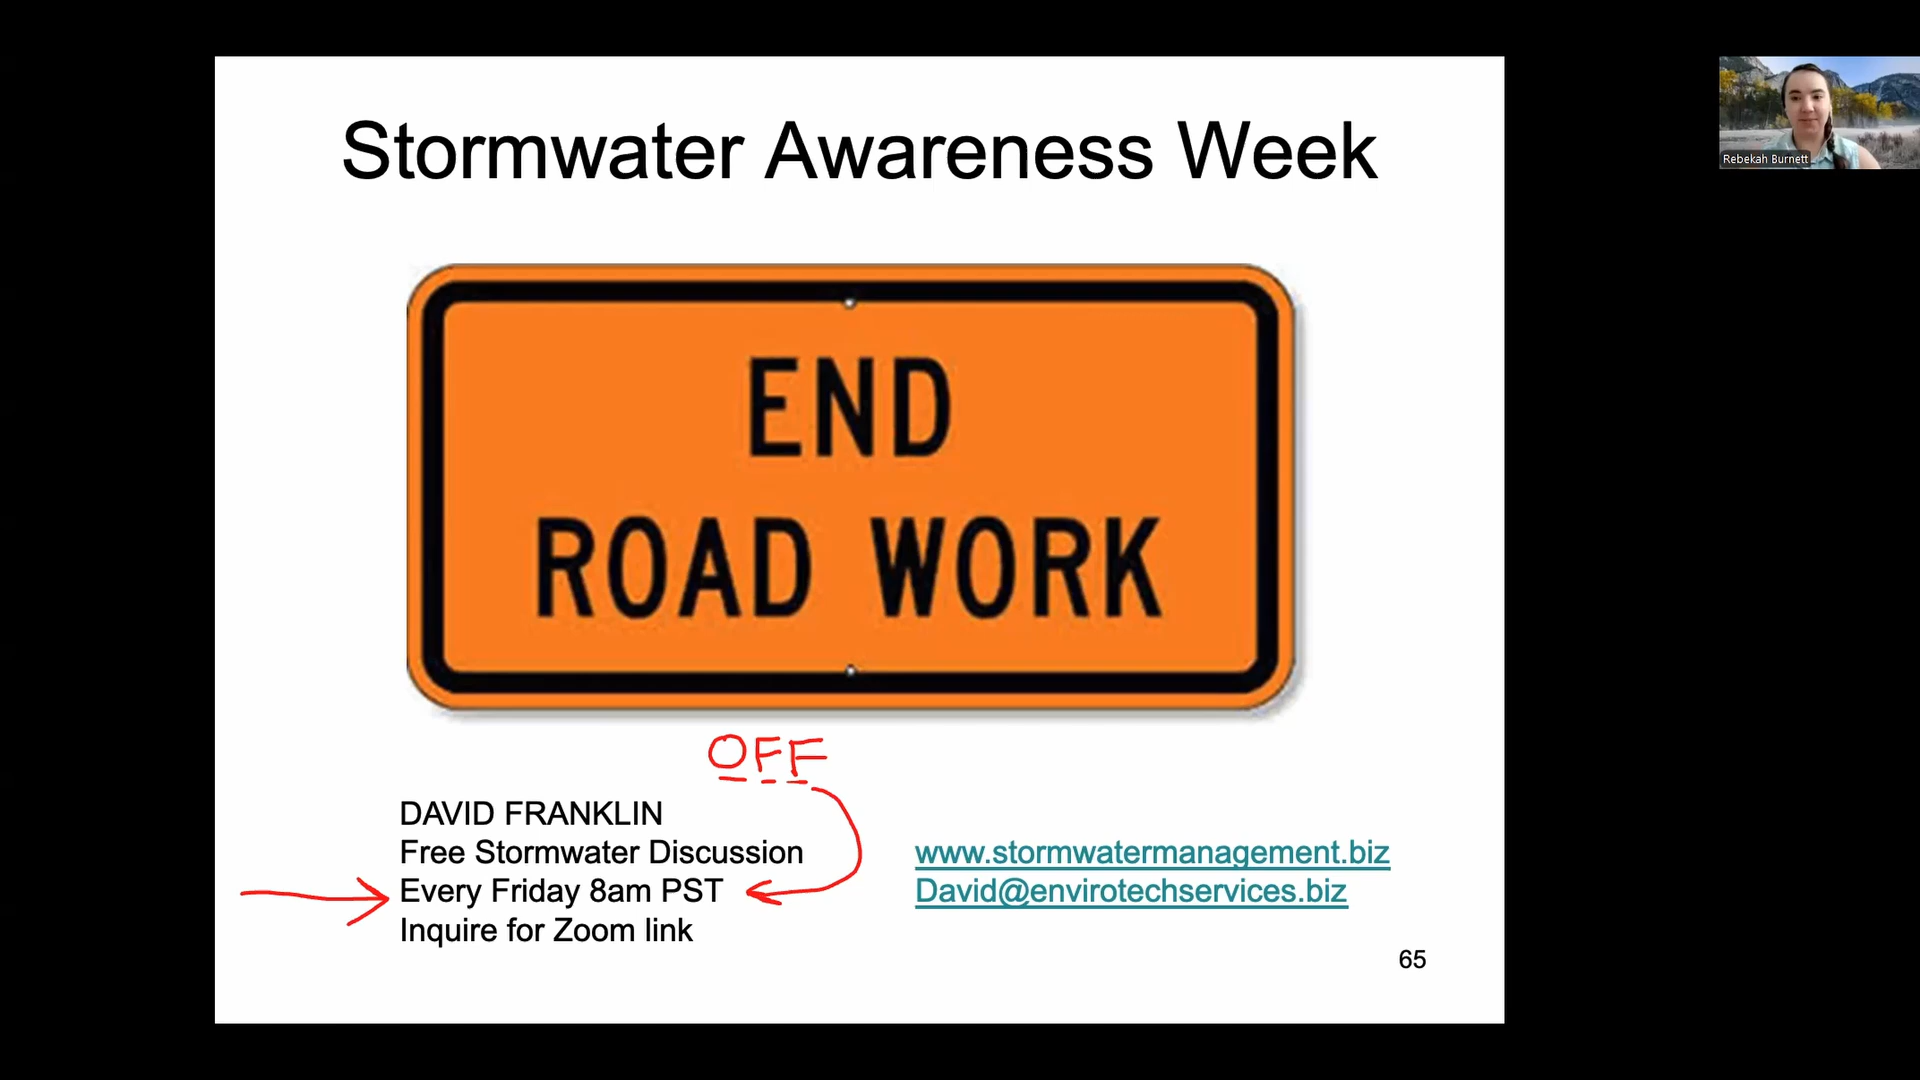 Stormwater Awareness Week
Rebekah Burnett
END
ROAD WORK
OFF
DAVID FRANKLIN
Free Stormwater Discussion
Every Friday 8am PST
Inquire for Zoom link
www.stormwatermanagement.biz
David@envirotechservices.biz
65